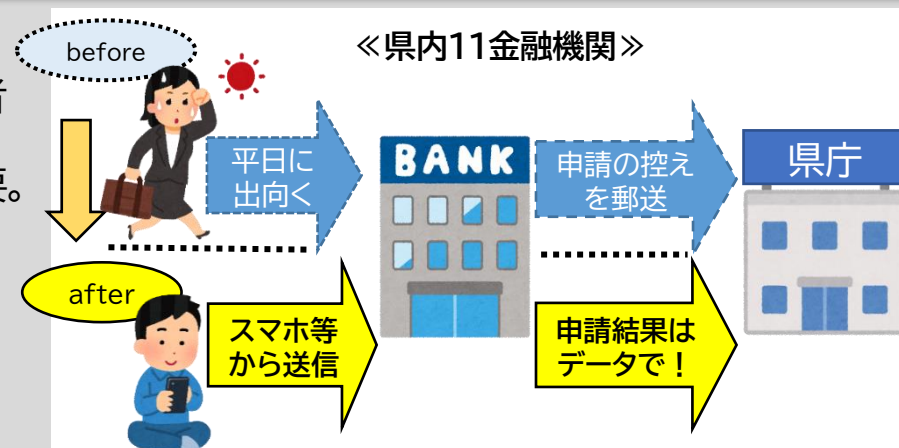 before
≪県内11金融機関≫
平日に
出向く
BANK
申請の控え
を郵送
県庁
after
スマホ等
から送信
申請結果は
データで！